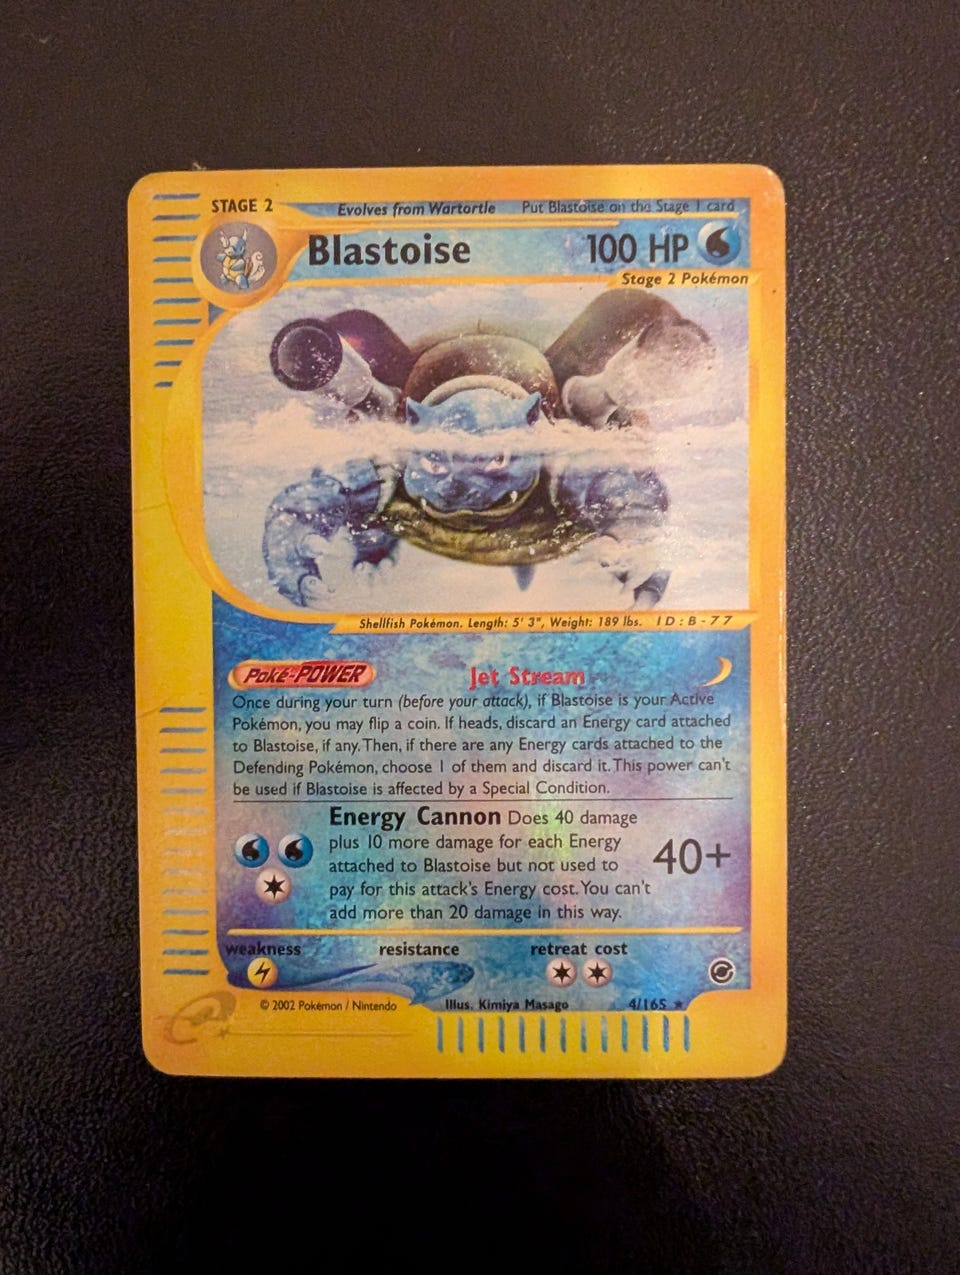 STAGE 2 Evolves from Wartortle Put Blastoise on the Stage 1 card
Blastoise 100 HP
Stage 2 Pokémon
Shellfish Pokémon. Length: 5' 3", Weight: 189 lbs. ID:B-77
Poké-POWER Jet Stream
Once during your turn (before your attack), if Blastoise is your Active
Pokémon, you may flip a coin. If heads, discard an Energy card attached
to Blastoise, if any. Then, if there are any Energy cards attached to the
Defending Pokémon, choose 1 of them and discard it. This power can't
be used if Blastoise is affected by a Special Condition.
Energy Cannon Does 40 damage
plus 10 more damage for each Energy
attached to Blastoise but not used to
pay for this attack's Energy cost. You can't
add more than 20 damage in this way.
40+
weakness resistance retreat cost
© 2002 Pokémon / Nintendo Illus. Kimiya Masago 4/165 ★
e